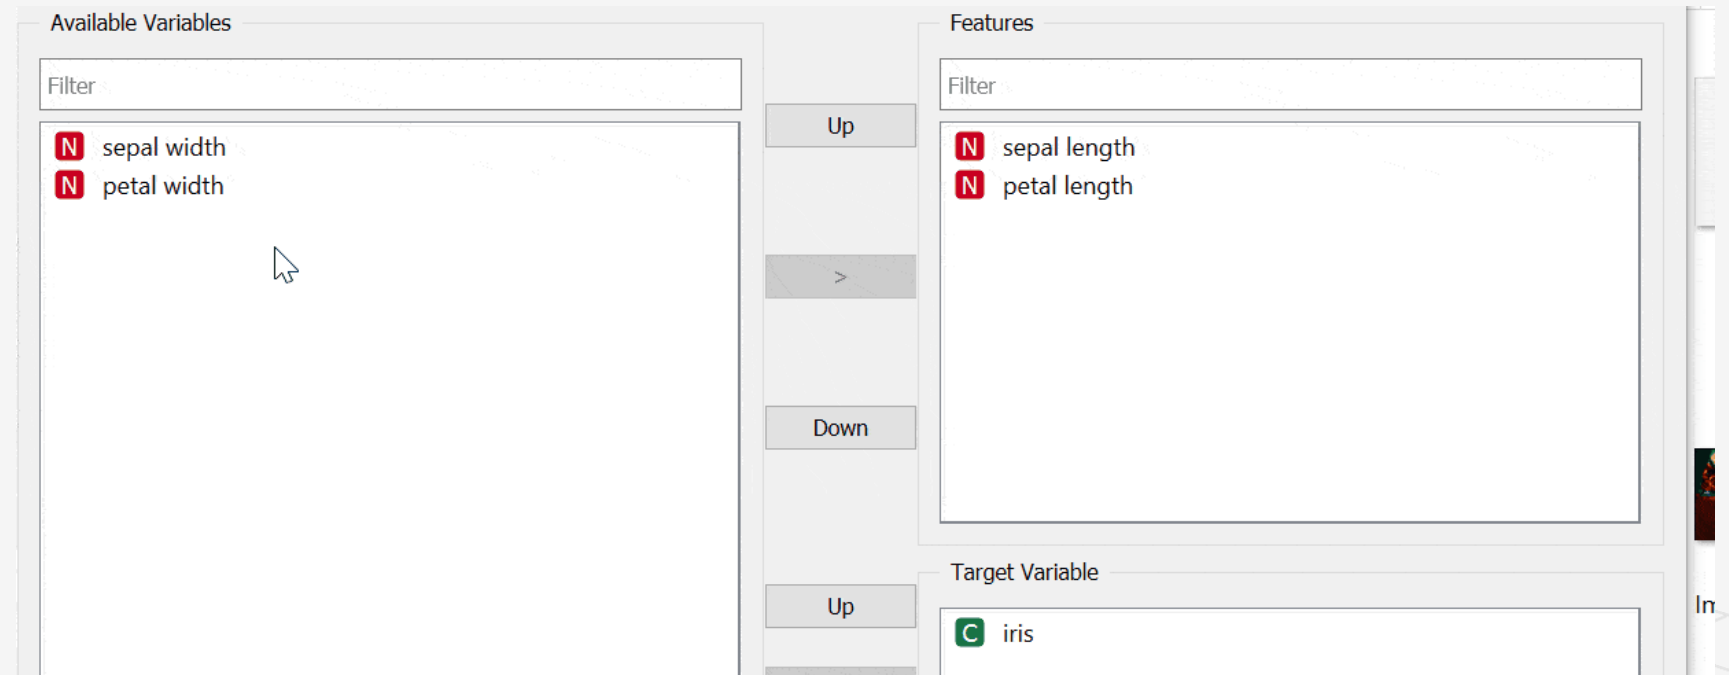 Available Variables
Filter
N sepal width
N petal width
Up
>
Down
Up
Features
Filter
N sepal length
N petal length
Target Variable
C iris